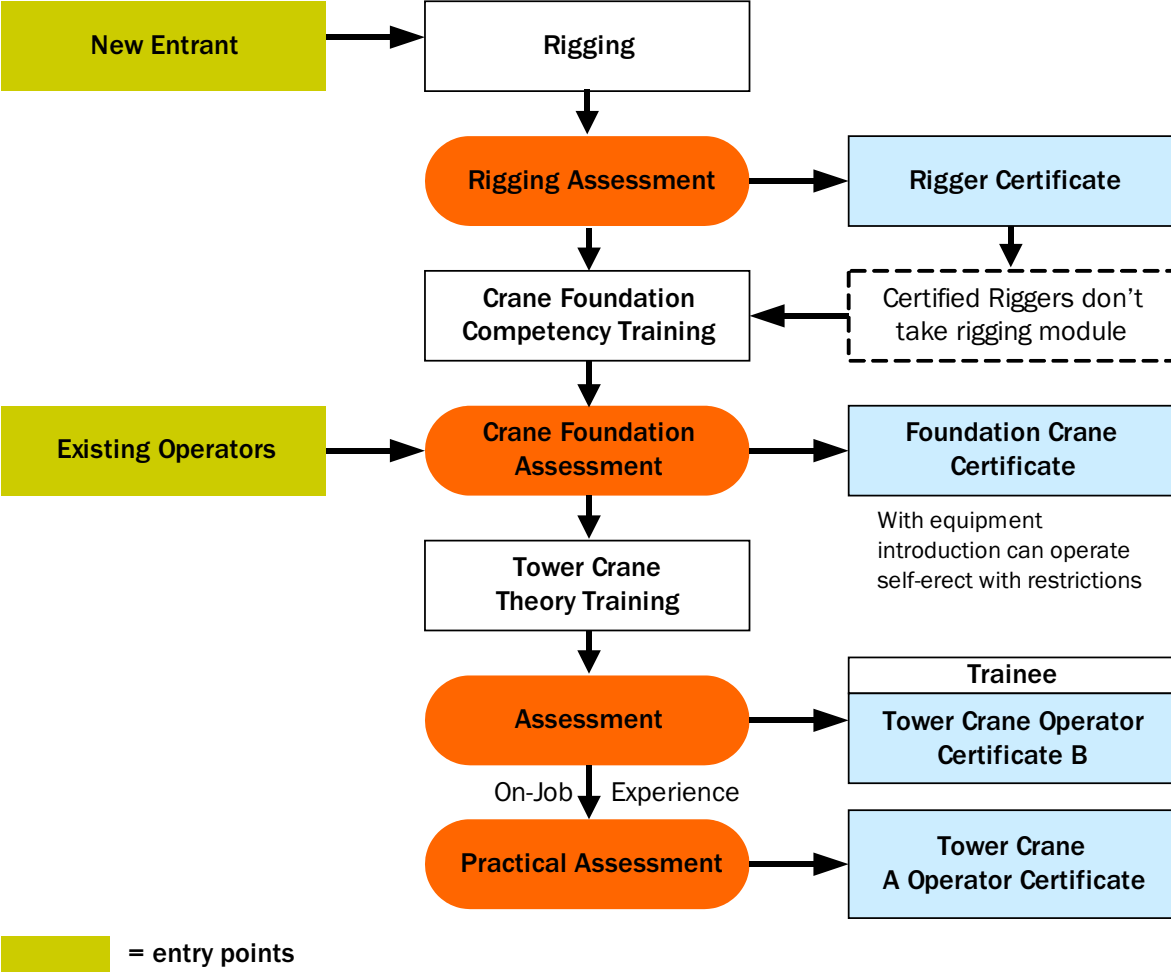 New Entrant
Rigging
Rigging Assessment
Rigger Certificate
Crane Foundation
Competency Training
Certified Riggers don’t
take rigging module
Existing Operators
Crane Foundation
Assessment
Foundation Crane
Certificate
With equipment
introduction can operate
self-erect with restrictions
Tower Crane
Theory Training
Assessment
Trainee
Tower Crane Operator
Certificate B
On-Job Experience
Practical Assessment
Tower Crane
A Operator Certificate
= entry points